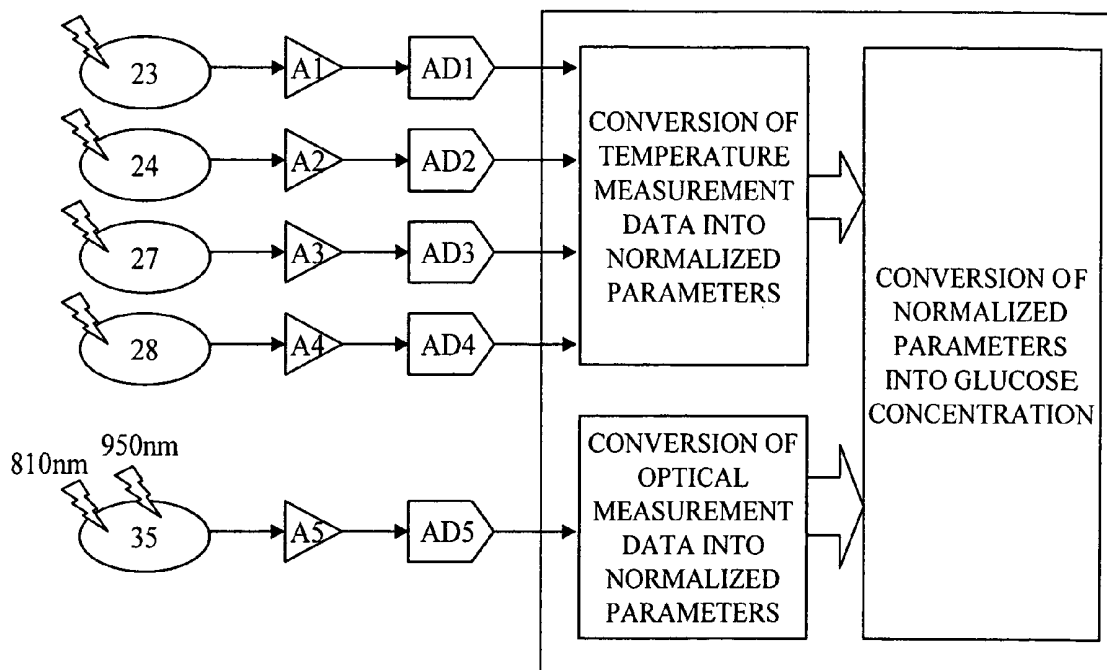 23
A1
AD1
24
A2
AD2
27
A3
AD3
28
A4
AD4
CONVERSION OF
TEMPERATURE
MEASUREMENT
DATA INTO
NORMALIZED
PARAMETERS
810nm
950nm
35
A5
AD5
CONVERSION OF
OPTICAL
MEASUREMENT
DATA INTO
NORMALIZED
PARAMETERS
CONVERSION OF
NORMALIZED
PARAMETERS
INTO GLUCOSE
CONCENTRATION